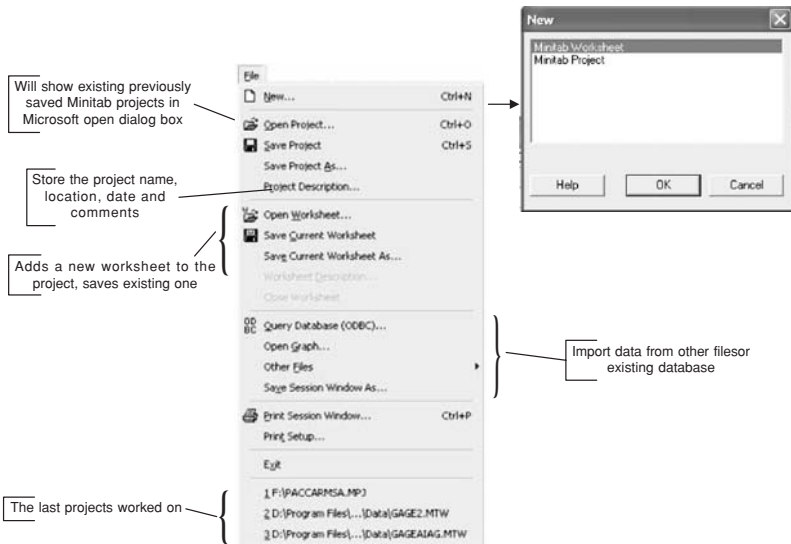 New
Minitab Worksheet
Minitab Project
Help
OK
Cancel
File
New... Ctrl+N
Open Project... Ctrl+O
Save Project Ctrl+S
Save Project As...
Project Description...
Open Worksheet...
Save Current Worksheet
Save Current Worksheet As...
Worksheet Description...
Close Worksheet
Query Database (ODBC)...
Open Graph...
Other Files
Save Session Window As...
Print Session Window... Ctrl+P
Print Setup...
Exit
1 F:\PACCARMSA.MPJ
2 D:\Program Files\...\Data\GAGE2.MTW
3 D:\Program Files\...\Data\GAGEAIAG.MTW
Will show existing previously
saved Minitab projects in
Microsoft open dialog box
Store the project name,
location, date and
comments
Adds a new worksheet to the
project, saves existing one
Import data from other filesor
existing database
The last projects worked on